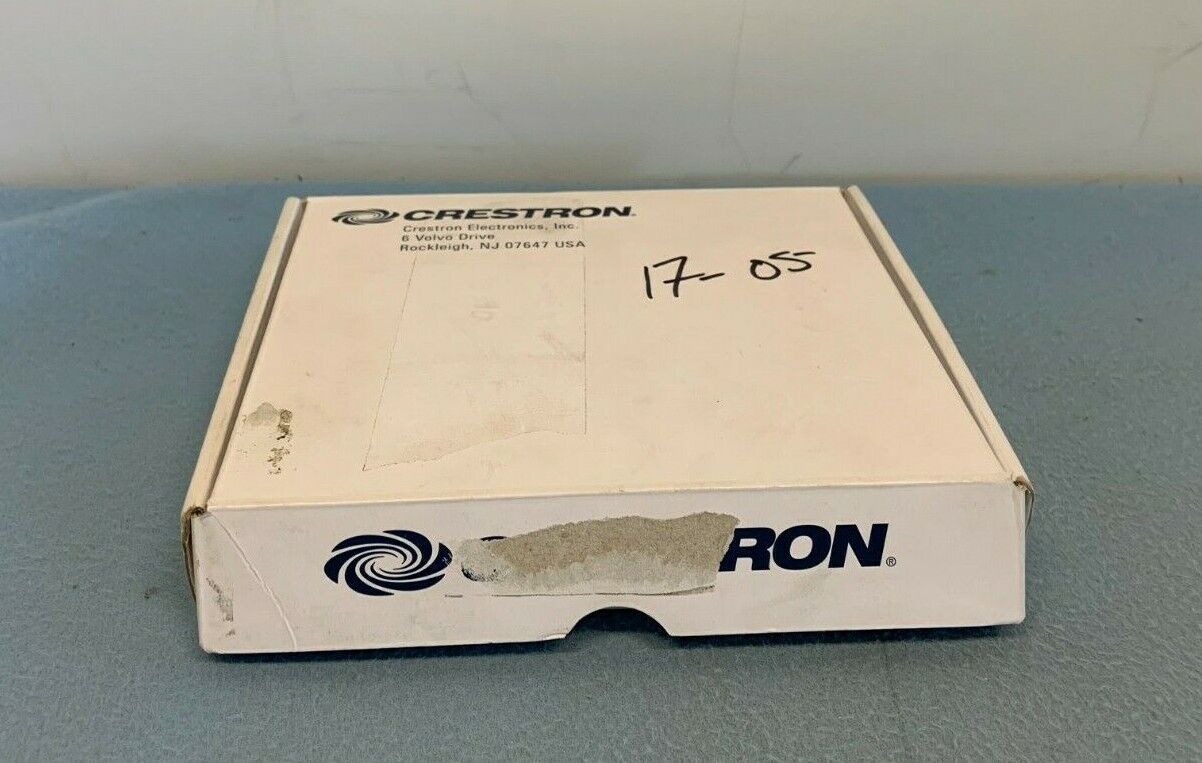 CRESTRON®
Crestron Electronics, Inc.
6 Volvo Drive
Rockleigh, NJ 07647 USA
17- 05
RON®